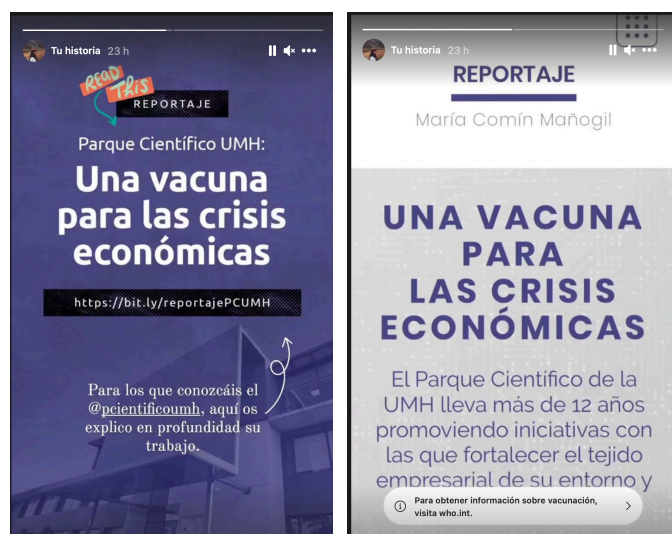 Tu historia 23 h
READ
THIS
REPORTAJE
Parque Científico UMH:
Una vacuna
para las crisis
económicas
https://bit.ly/reportajePCUMH
Para los que conozcáis el
@pcientificoumh, aquí os
explico en profundidad su
trabajo.
Tu historia 23 h
REPORTAJE
María Comín Mañogil
UNA VACUNA
PARA
LAS CRISIS
ECONÓMICAS
El Parque Científico de la
UMH lleva más de 12 años
promoviendo iniciativas con
las que fortalecer el tejido
empresarial de su entorno y
Para obtener información sobre vacunación,
visita who.int.